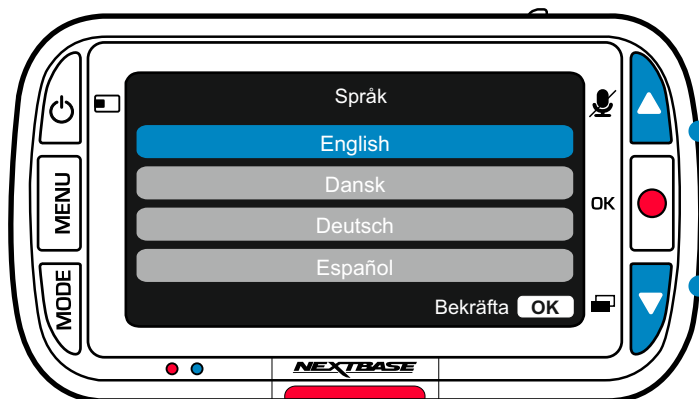 Språk
English
Dansk
Deutsch
Español
Bekräfta OK
MENU
MODE
OK
NEXTBASE